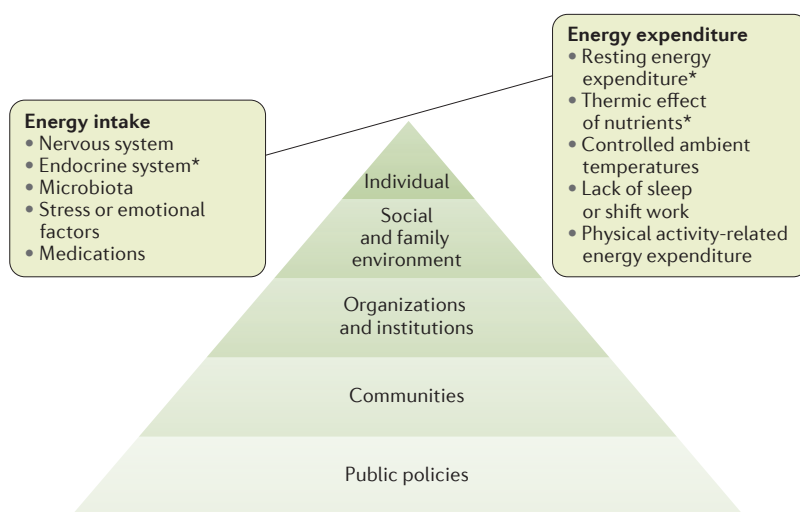 Energy intake
• Nervous system
• Endocrine system*
• Microbiota
• Stress or emotional
factors
• Medications
Energy expenditure
• Resting energy
expenditure*
• Thermic effect
of nutrients*
• Controlled ambient
temperatures
• Lack of sleep
or shift work
• Physical activity-related
energy expenditure
Individual
Social
and family
environment
Organizations
and institutions
Communities
Public policies